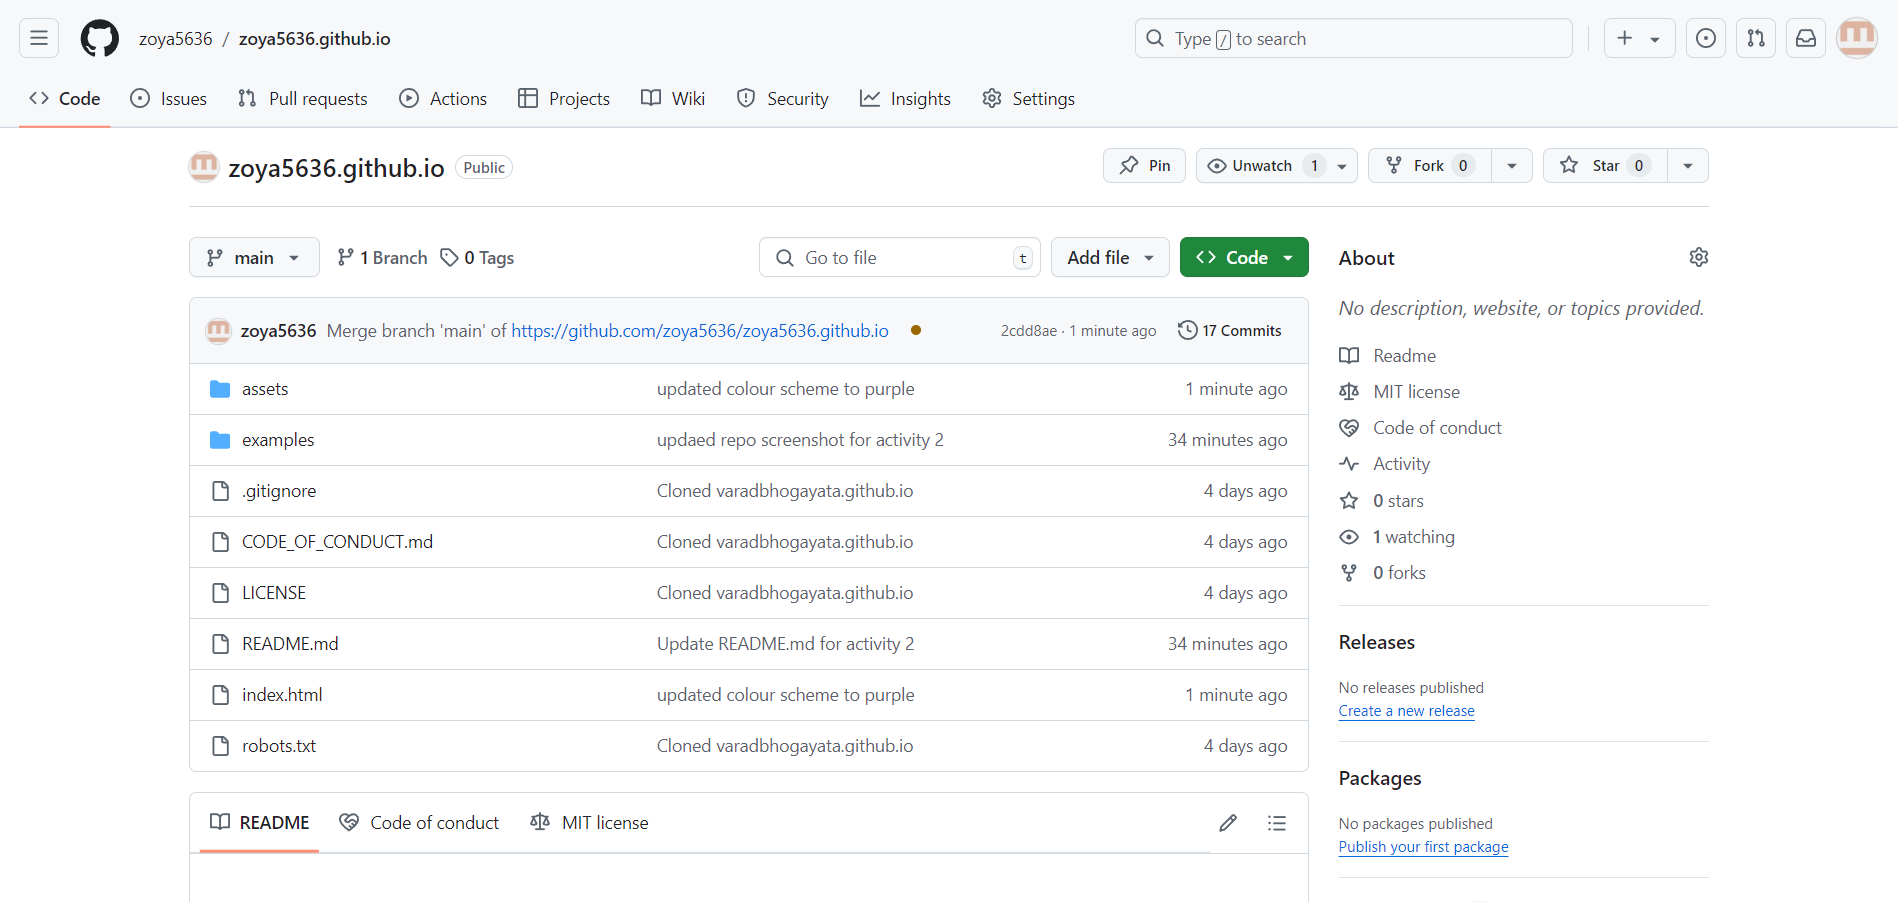 zoya5636 / zoya5636.github.io
Type / to search
Code Issues Pull requests Actions Projects Wiki Security Insights Settings
zoya5636.github.io Public
Pin Unwatch 1 Fork 0 Star 0
main 1 Branch 0 Tags Go to file t Add file Code
zoya5636 Merge branch 'main' of https://github.com/zoya5636/zoya5636.github.io 2cdd8ae · 1 minute ago 17 Commits
assets updated colour scheme to purple 1 minute ago
examples updaed repo screenshot for activity 2 34 minutes ago
.gitignore Cloned varadbhogayata.github.io 4 days ago
CODE_OF_CONDUCT.md Cloned varadbhogayata.github.io 4 days ago
LICENSE Cloned varadbhogayata.github.io 4 days ago
README.md Update README.md for activity 2 34 minutes ago
index.html updated colour scheme to purple 1 minute ago
robots.txt Cloned varadbhogayata.github.io 4 days ago
README Code of conduct MIT license
About
No description, website, or topics provided.
Readme
MIT license
Code of conduct
Activity
0 stars
1 watching
0 forks
Releases
No releases published
Create a new release
Packages
No packages published
Publish your first package